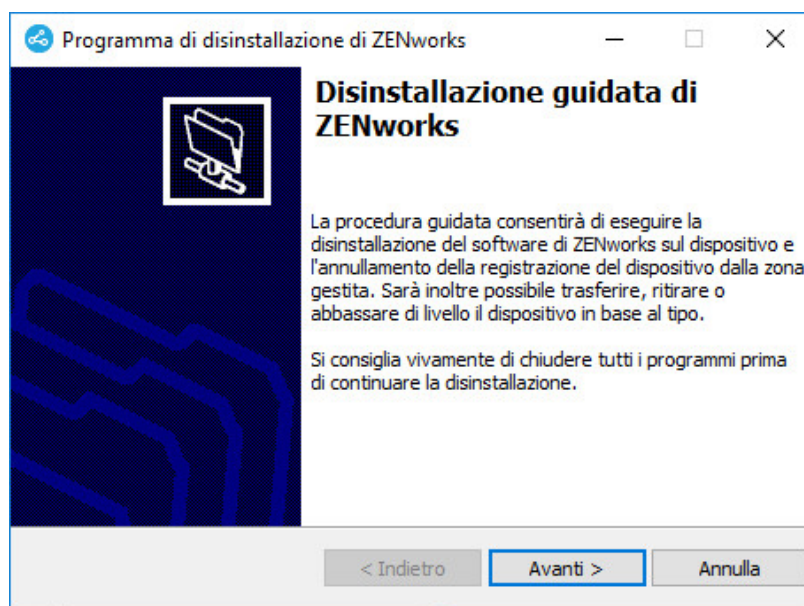 Programma di disinstallazione di ZENworks
Disinstallazione guidata di
ZENworks
La procedura guidata consentirà di eseguire la
disinstallazione del software di ZENworks sul dispositivo e
l'annullamento della registrazione del dispositivo dalla zona
gestita. Sarà inoltre possibile trasferire, ritirare o
abbassare di livello il dispositivo in base al tipo.
Si consiglia vivamente di chiudere tutti i programmi prima
di continuare la disinstallazione.
< Indietro
Avanti >
Annulla